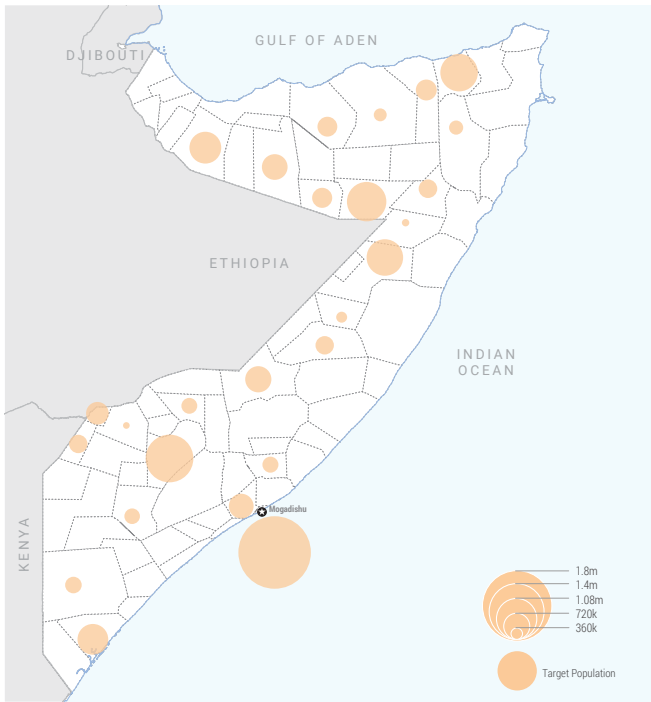 GULF OF ADEN
DJIBOUTI
ETHIOPIA
INDIAN
OCEAN
Mogadishu
KENYA
1.8m
1.4m
1.08m
720k
360k
Target Population